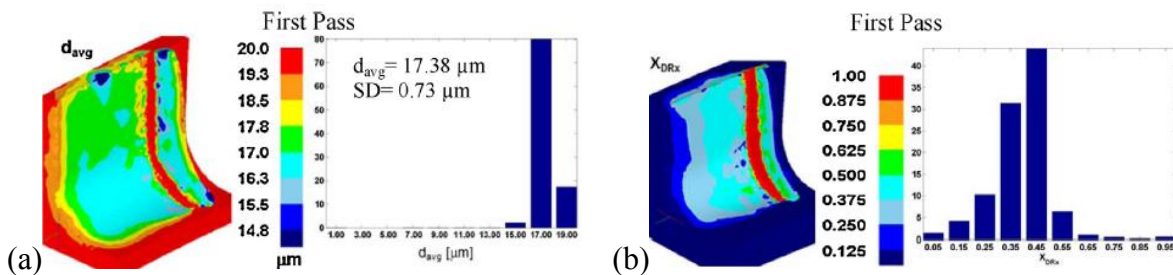 (a)
First Pass
d_avg
20.0
19.3
18.5
17.8
17.0
16.3
15.5
14.8
μm
80
70
60
50
40
30
20
10
0
d_avg= 17.38 μm
SD= 0.73 μm
1.00 3.00 5.00 7.00 9.00 11.00 13.00 15.00 17.00 19.00
d_avg [μm]
(b)
First Pass
X_DRx
1.00
0.875
0.750
0.625
0.500
0.375
0.250
0.125
40
30
20
10
0
0.05 0.15 0.25 0.35 0.45 0.55 0.65 0.75 0.85 0.95
X_DRx